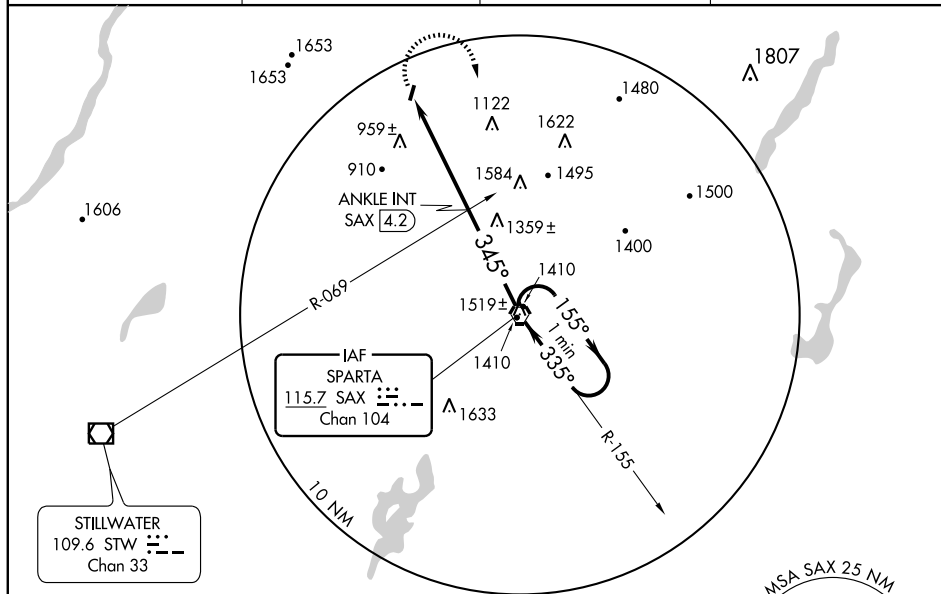 1653
1653
1807
1480
1122
1622
959±
910
1584
1495
ANKLE INT
SAX 4.2
1500
1606
1359±
1400
345°
R-069
1410
1519±
155°
1 min
335°
1410
IAF
SPARTA
115.7 SAX
Chan 104
1633
R-155
10 NM
STILLWATER
109.6 STW
Chan 33
MSA SAX 25 NM